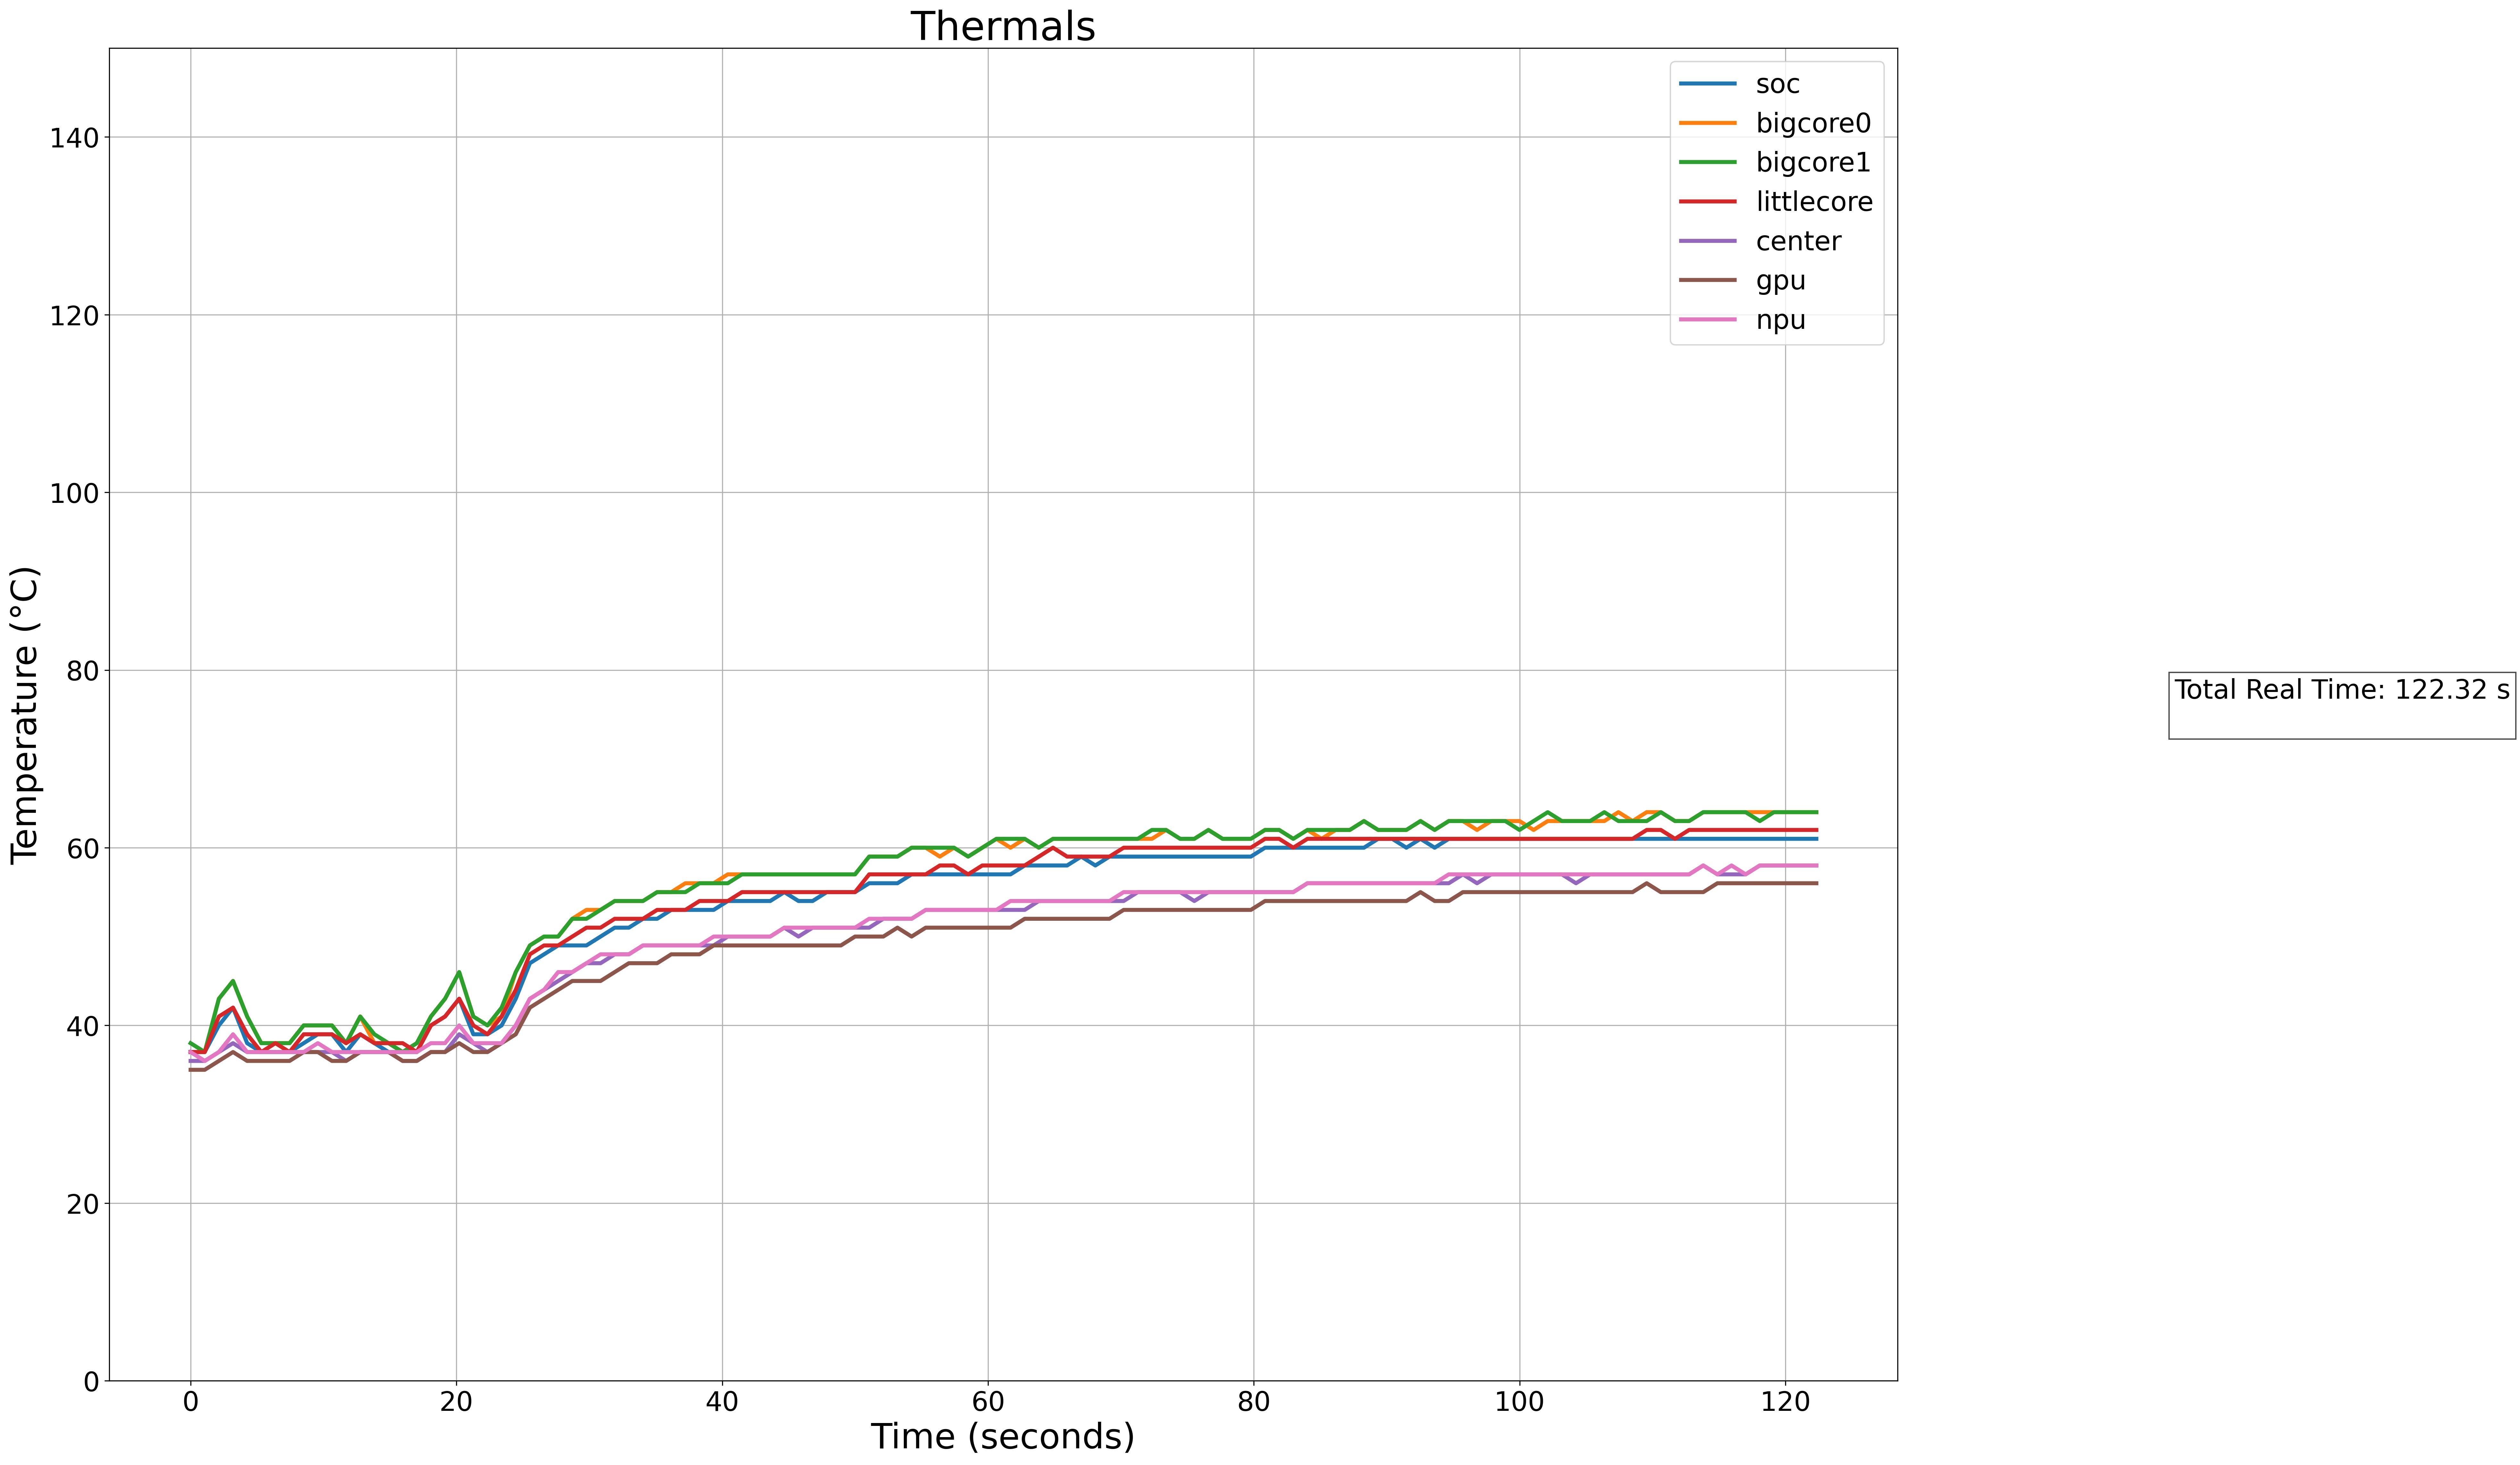 Thermals
soc
bigcore0
bigcore1
littlecore
center
gpu
npu
140
120
100
80
60
40
20
0
Temperature (°C)
0 20 40 60 80 100 120
Time (seconds)
Total Real Time: 122.32 s